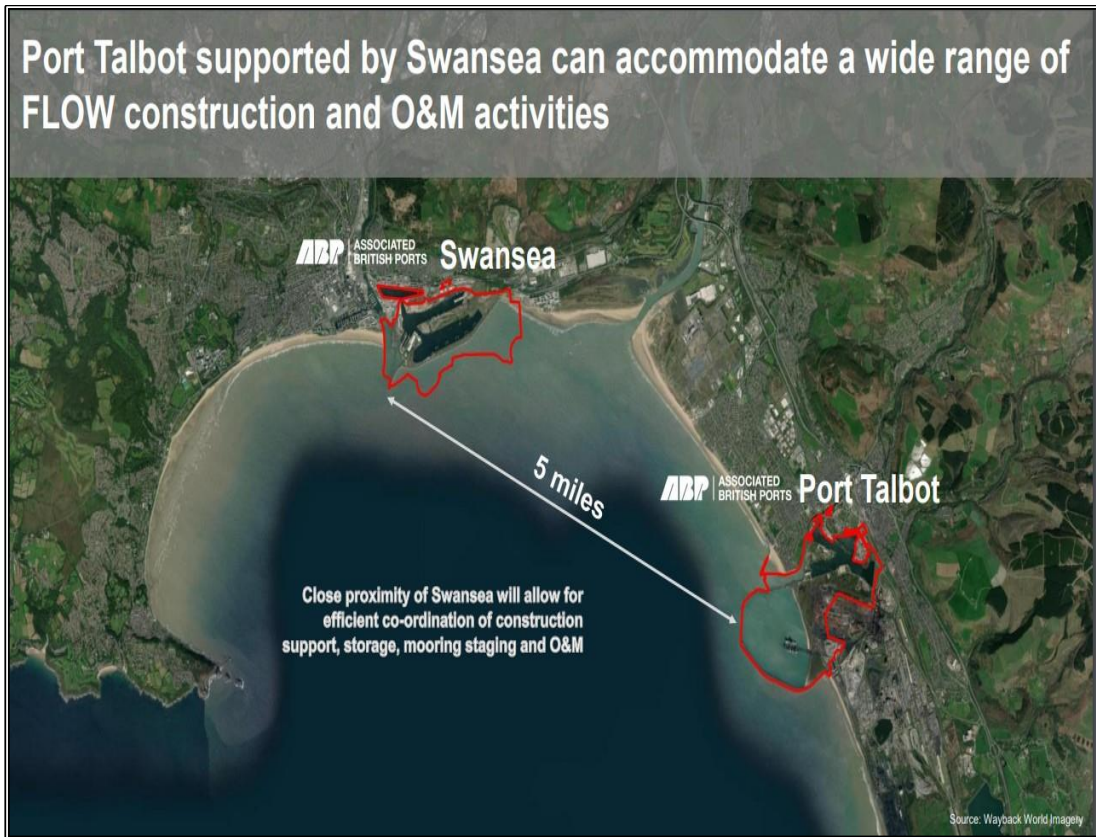 Port Talbot supported by Swansea can accommodate a wide range of
FLOW construction and O&M activities
ABP ASSOCIATED
BRITISH PORTS Swansea
5 miles
ABP ASSOCIATED
BRITISH PORTS Port Talbot
Close proximity of Swansea will allow for
efficient co-ordination of construction
support, storage, mooring staging and O&M
Source: Wayback World Imagery